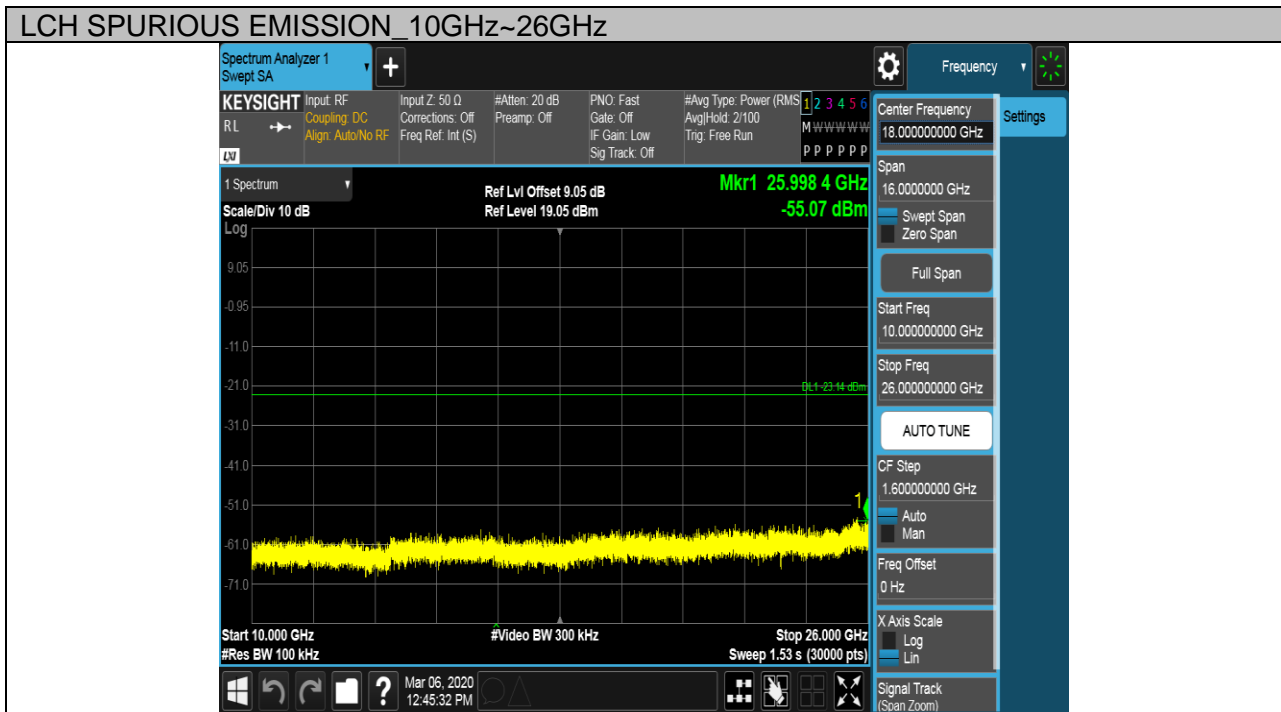 LCH SPURIOUS EMISSION_10GHz~26GHz
Spectrum Analyzer 1
Swept SA
Frequency
KEYSIGHT
RL
LXI
Input: RF
Coupling: DC
Align: Auto/No RF
Input Z: 50 Ω
Corrections: Off
Freq Ref: Int (S)
#Atten: 20 dB
Preamp: Off
PNO: Fast
Gate: Off
IF Gain: Low
Sig Track: Off
#Avg Type: Power (RMS
Avg|Hold: 2/100
Trig: Free Run
1 2 3 4 5 6
M W W W W W
P P P P P P
1 Spectrum
Scale/Div 10 dB
Log
Ref Lvl Offset 9.05 dB
Ref Level 19.05 dBm
Mkr1 25.998 4 GHz
-55.07 dBm
9.05
-0.95
-11.0
-21.0
DL1 -23.14 dBm
-31.0
-41.0
-51.0
1
-61.0
-71.0
Start 10.000 GHz
#Res BW 100 kHz
#Video BW 300 kHz
Stop 26.000 GHz
Sweep 1.53 s (30000 pts)
?
Mar 06, 2020
12:45:32 PM
Center Frequency
18.000000000 GHz
Settings
Span
16.0000000 GHz
Swept Span
Zero Span
Full Span
Start Freq
10.000000000 GHz
Stop Freq
26.000000000 GHz
AUTO TUNE
CF Step
1.600000000 GHz
Auto
Man
Freq Offset
0 Hz
X Axis Scale
Log
Lin
Signal Track
(Span Zoom)